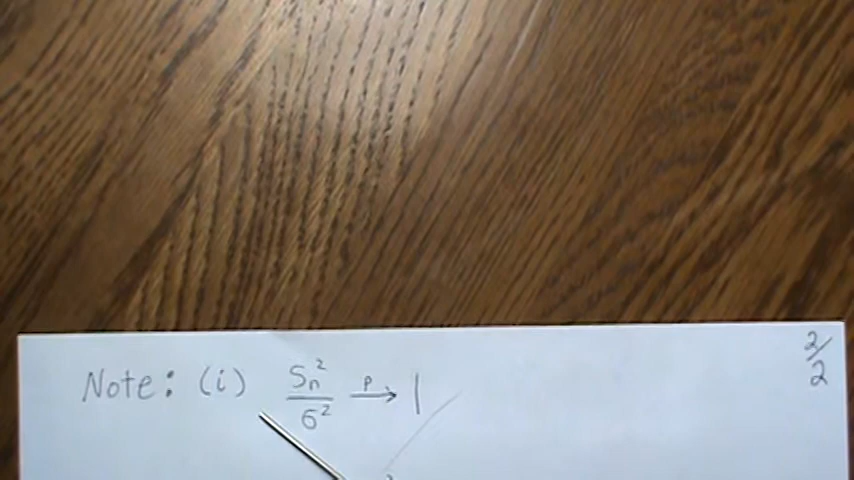 2/2
Note: (i) Sn²/σ² →ᵖ 1